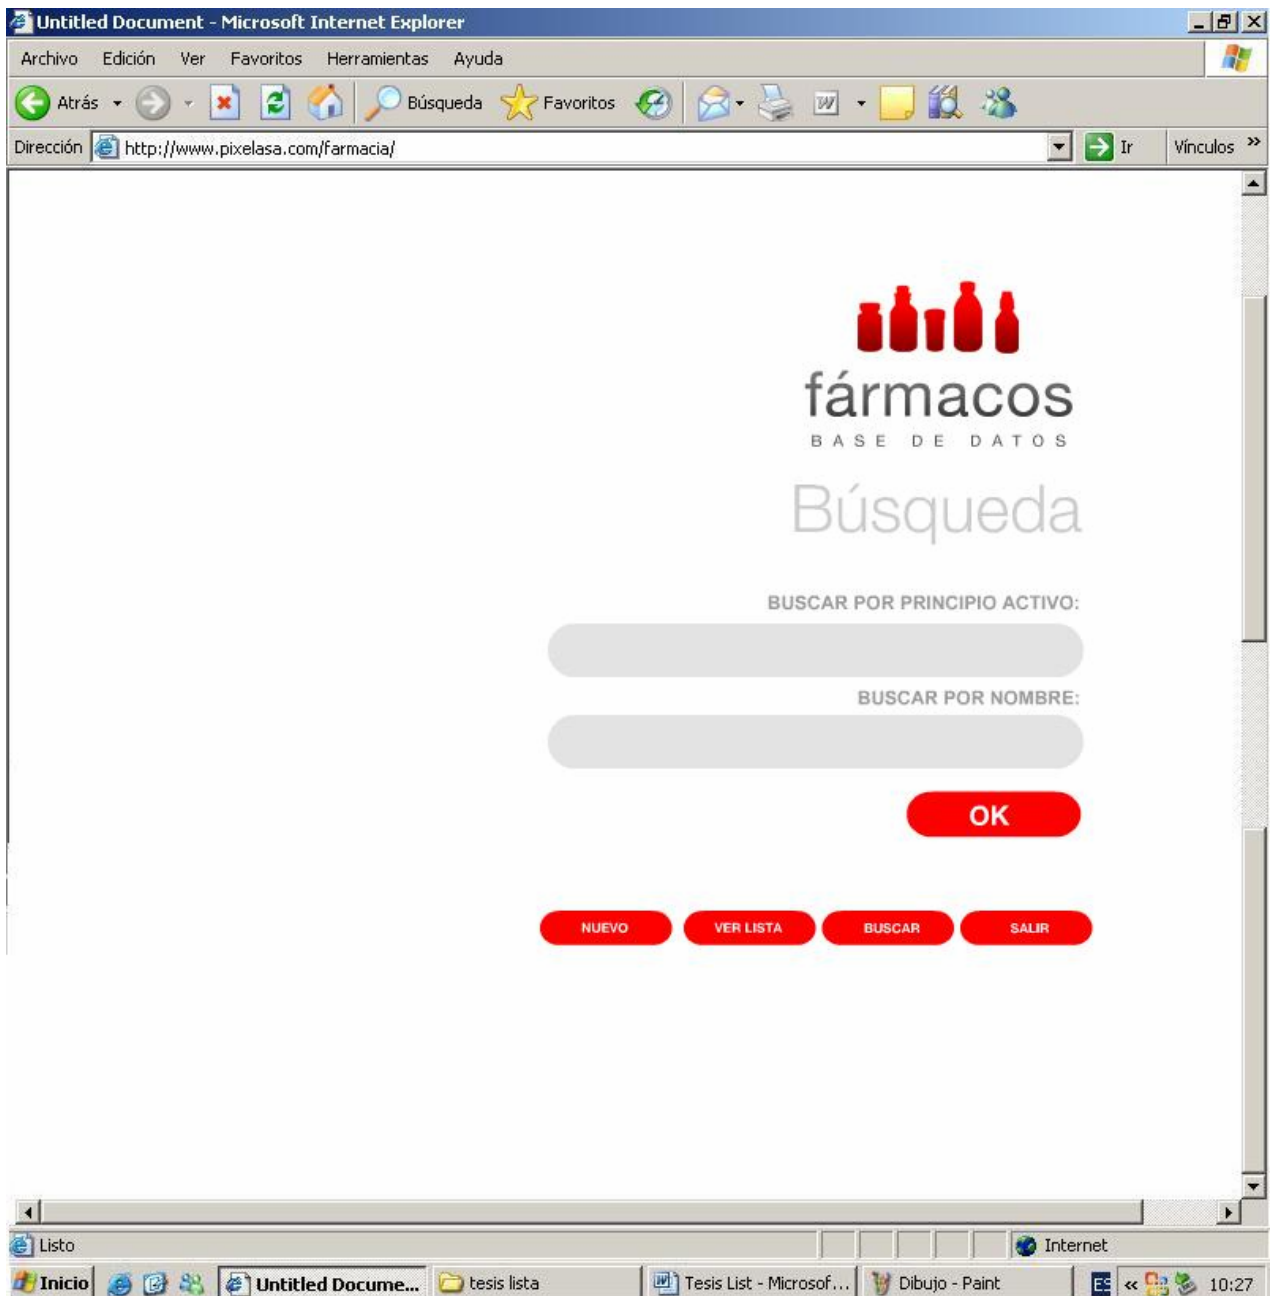 Untitled Document - Microsoft Internet Explorer
Archivo Edición Ver Favoritos Herramientas Ayuda
Atrás Búsqueda Favoritos
Dirección http://www.pixelasa.com/farmacia/ Ir Vínculos »
fármacos
BASE DE DATOS
Búsqueda
BUSCAR POR PRINCIPIO ACTIVO:
BUSCAR POR NOMBRE:
OK
NUEVO VER LISTA BUSCAR SALIR
Listo Internet
Inicio Untitled Docume... tesis lista Tesis List - Microsof... Dibujo - Paint ES « 10:27